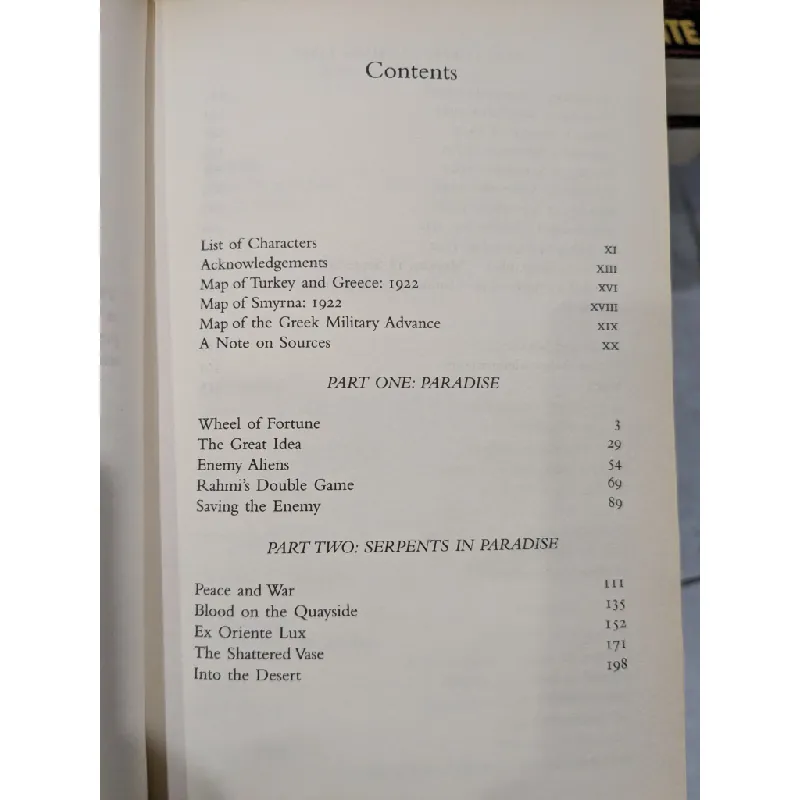 Contents
List of Characters XI
Acknowledgements XIII
Map of Turkey and Greece: 1922 XVI
Map of Smyrna: 1922 XVIII
Map of the Greek Military Advance XIX
A Note on Sources XX
PART ONE: PARADISE
Wheel of Fortune 3
The Great Idea 29
Enemy Aliens 54
Rahmi's Double Game 69
Saving the Enemy 89
PART TWO: SERPENTS IN PARADISE
Peace and War 111
Blood on the Quayside 135
Ex Oriente Lux 152
The Shattered Vase 171
Into the Desert 198